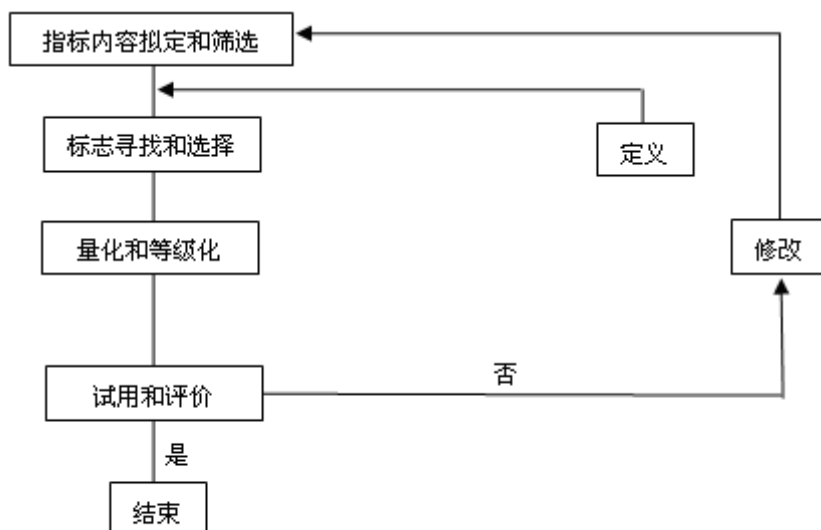 指标内容拟定和筛选
标志寻找和选择
定义
量化和等级化
修改
试用和评价
否
是
结束